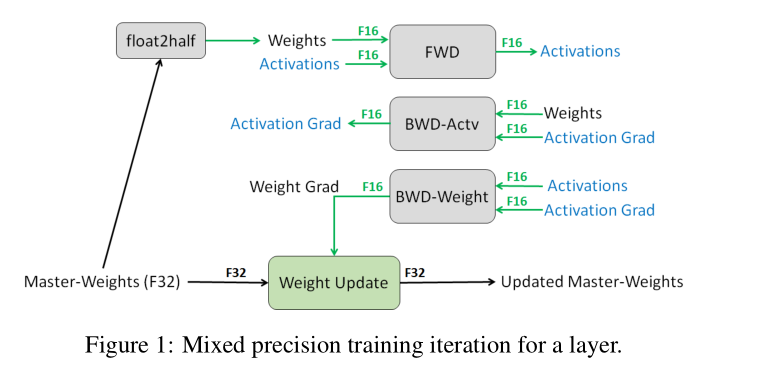 float2half
Weights
F16
Activations
F16
FWD
F16
Activations
Activation Grad
F16
BWD-Actv
F16
Weights
F16
Activation Grad
Weight Grad
F16
BWD-Weight
F16
Activations
F16
Activation Grad
Master-Weights (F32)
F32
Weight Update
F32
Updated Master-Weights
Figure 1: Mixed precision training iteration for a layer.